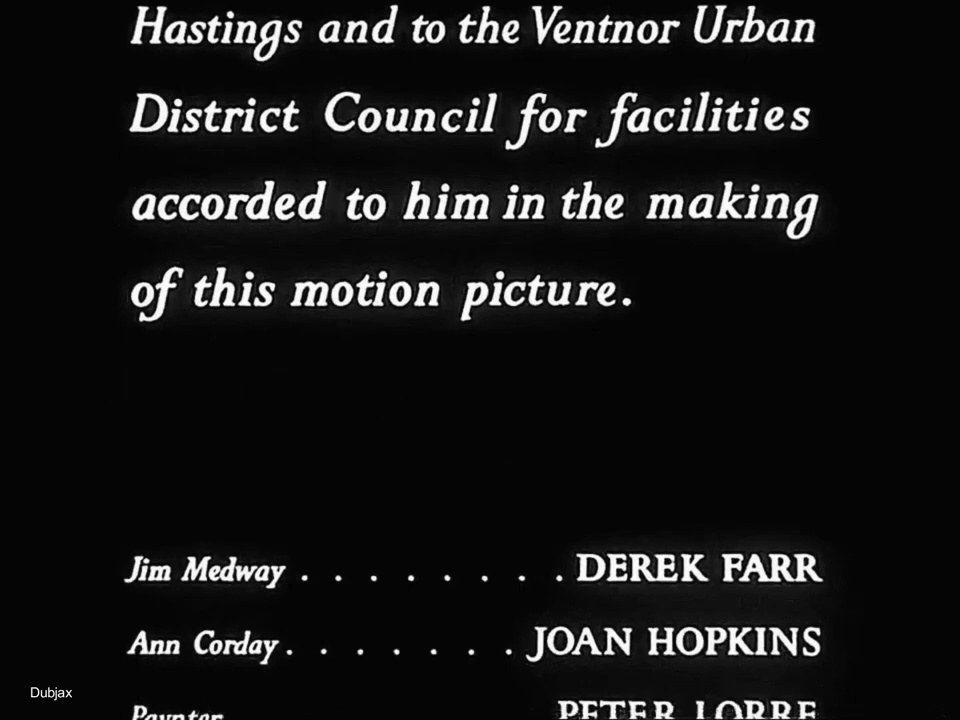 Hastings and to the Ventnor Urban
District Council for facilities
accorded to him in the making
of this motion picture.
Jim Medway . . . . . . . . DEREK FARR
Ann Corday . . . . . . . JOAN HOPKINS
Paynter PETER LORRE
Dubjax